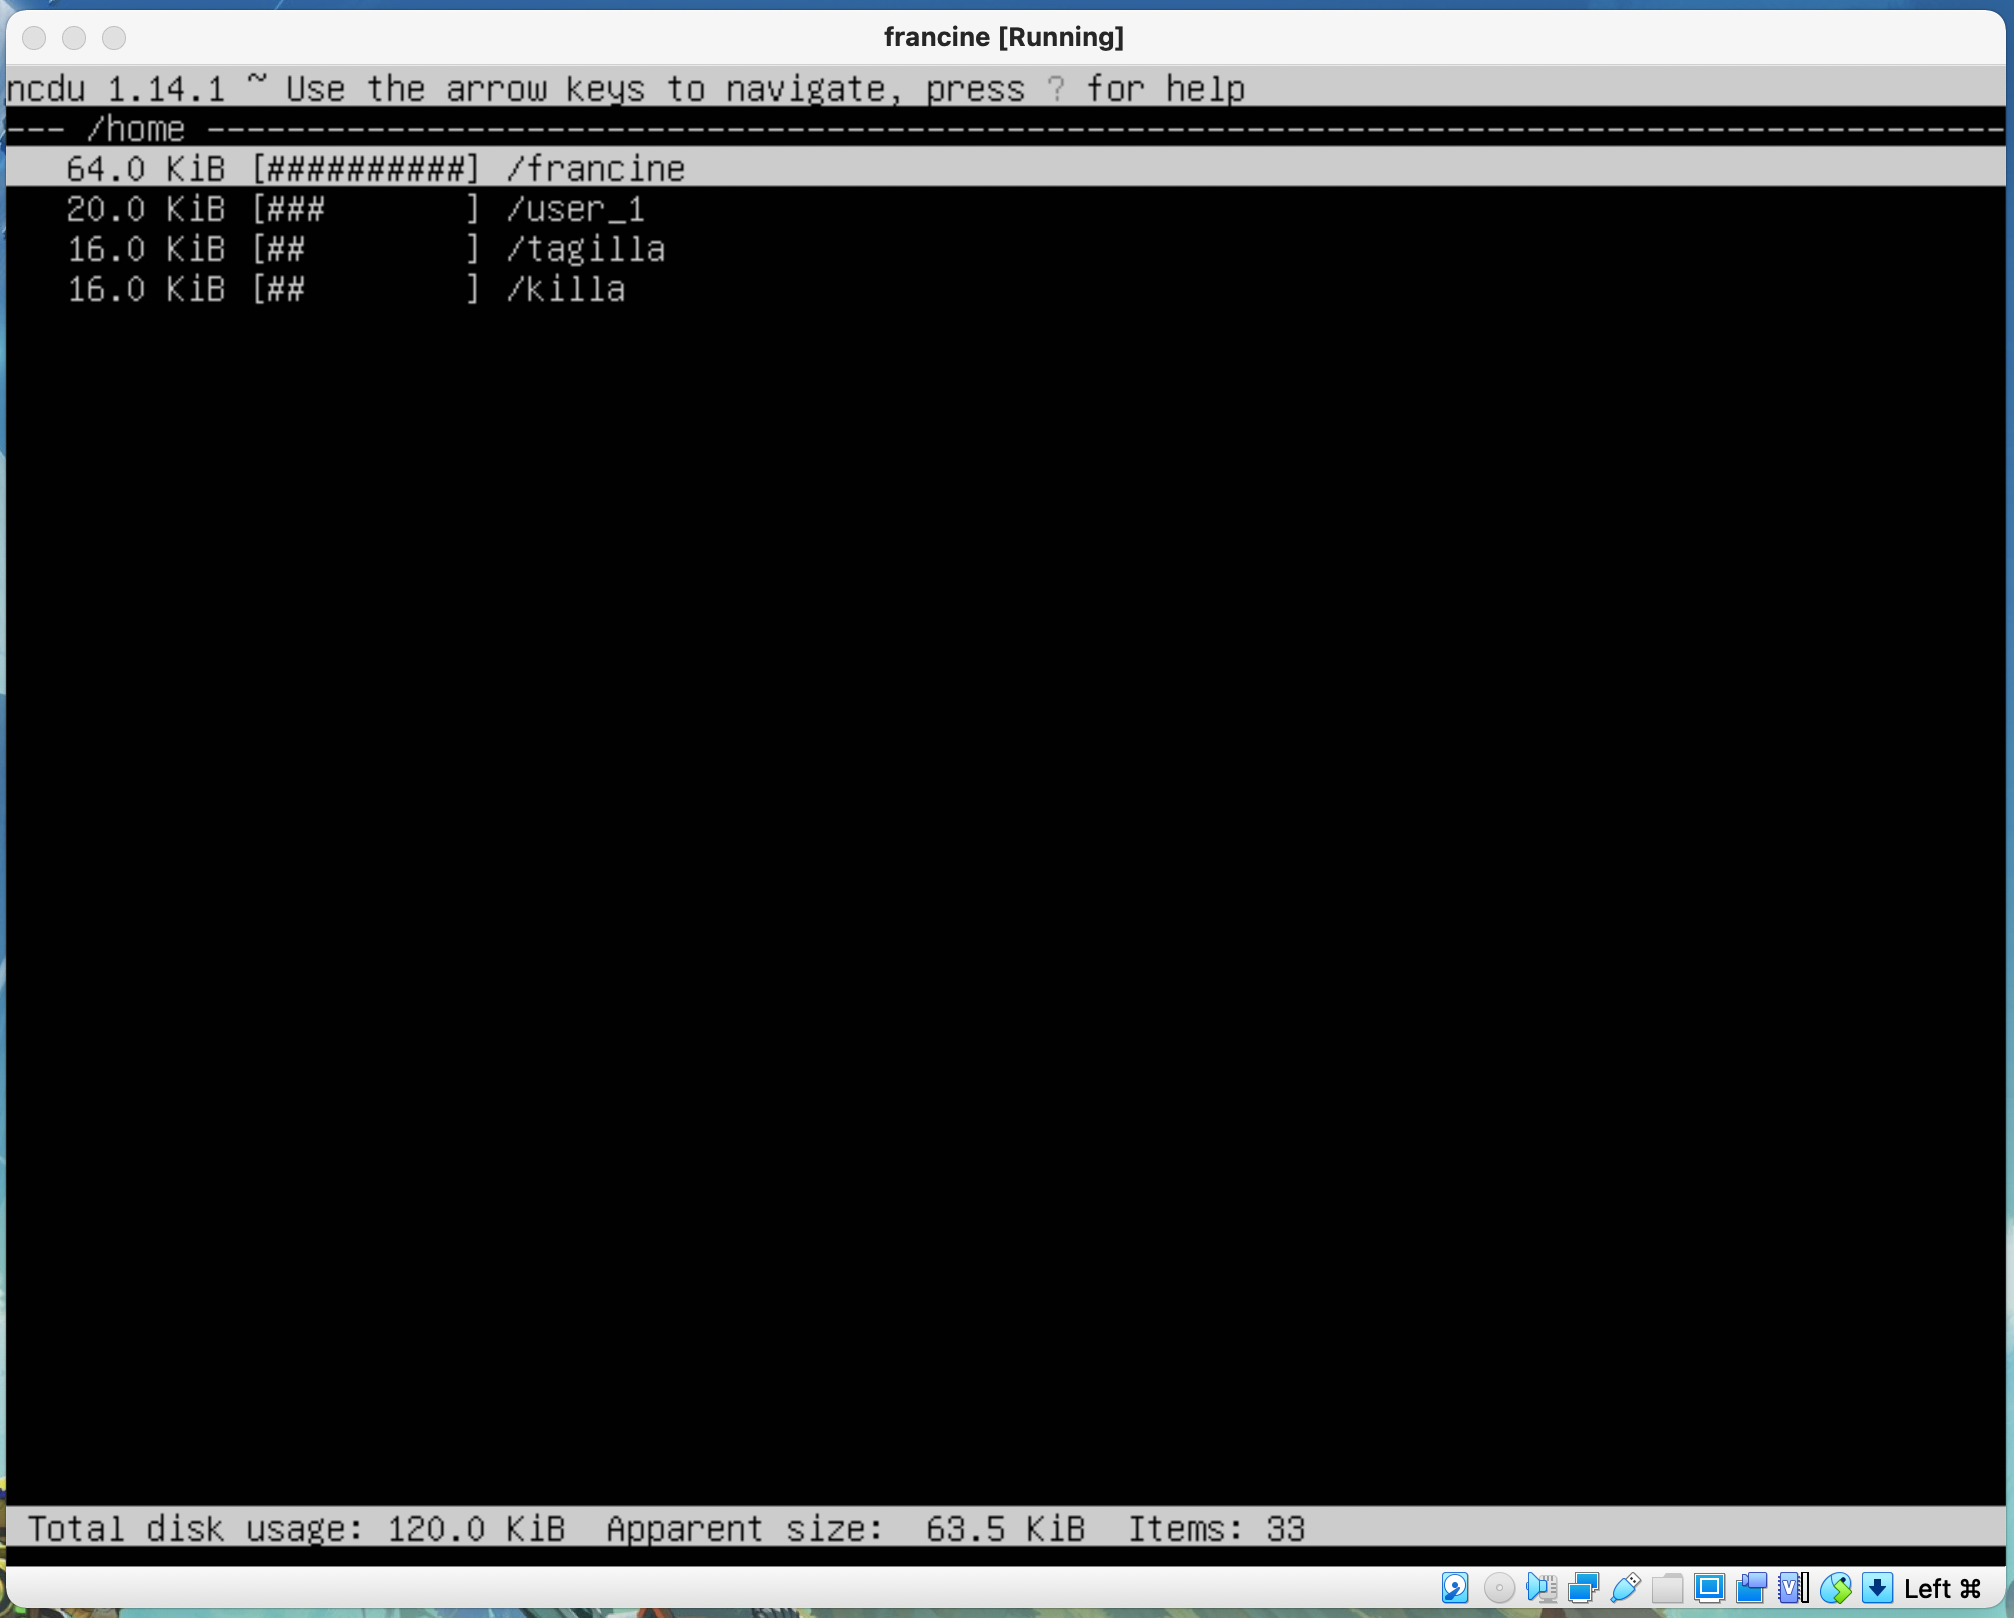 francine [Running]
ncdu 1.14.1 ~ Use the arrow keys to navigate, press ? for help
--- /home ------------------------------------------------------------------------------------------
64.0 KiB [##########] /francine
20.0 KiB [###       ] /user_1
16.0 KiB [##        ] /tagilla
16.0 KiB [##        ] /killa
Total disk usage: 120.0 KiB  Apparent size:  63.5 KiB  Items: 33
Left ⌘